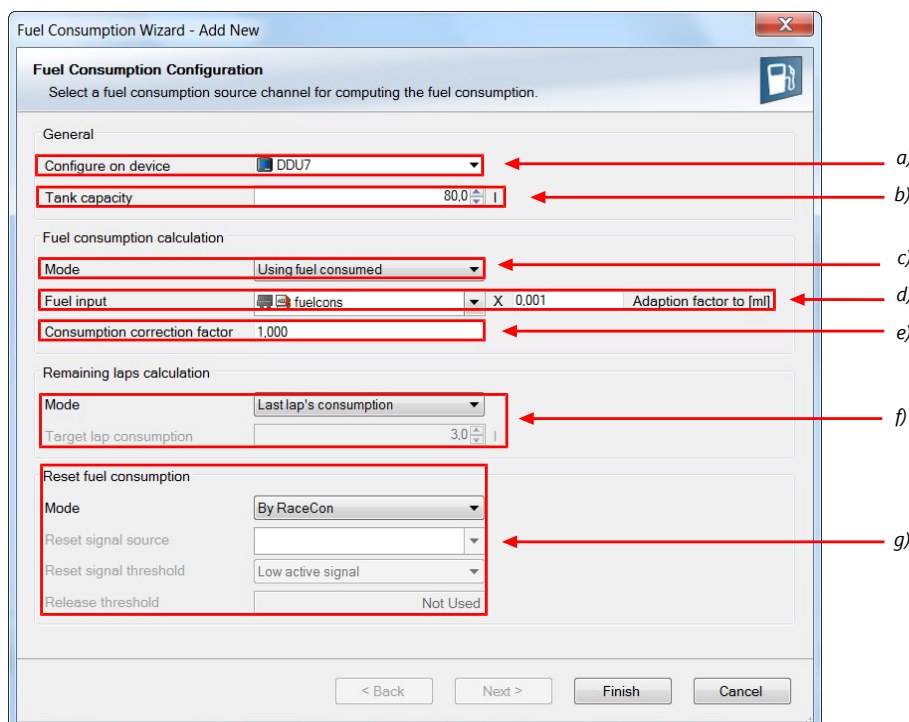 Fuel Consumption Wizard - Add New
Fuel Consumption Configuration
Select a fuel consumption source channel for computing the fuel consumption.
General
Configure on device DDU7 a)
Tank capacity 80,0 l b)
Fuel consumption calculation
Mode Using fuel consumed c)
Fuel input fuelcons X 0,001 Adaption factor to [ml] d)
Consumption correction factor 1,000 e)
Remaining laps calculation
Mode Last lap's consumption f)
Target lap consumption 3,0 l
Reset fuel consumption
Mode By RaceCon
Reset signal source g)
Reset signal threshold Low active signal
Release threshold Not Used
< Back Next > Finish Cancel